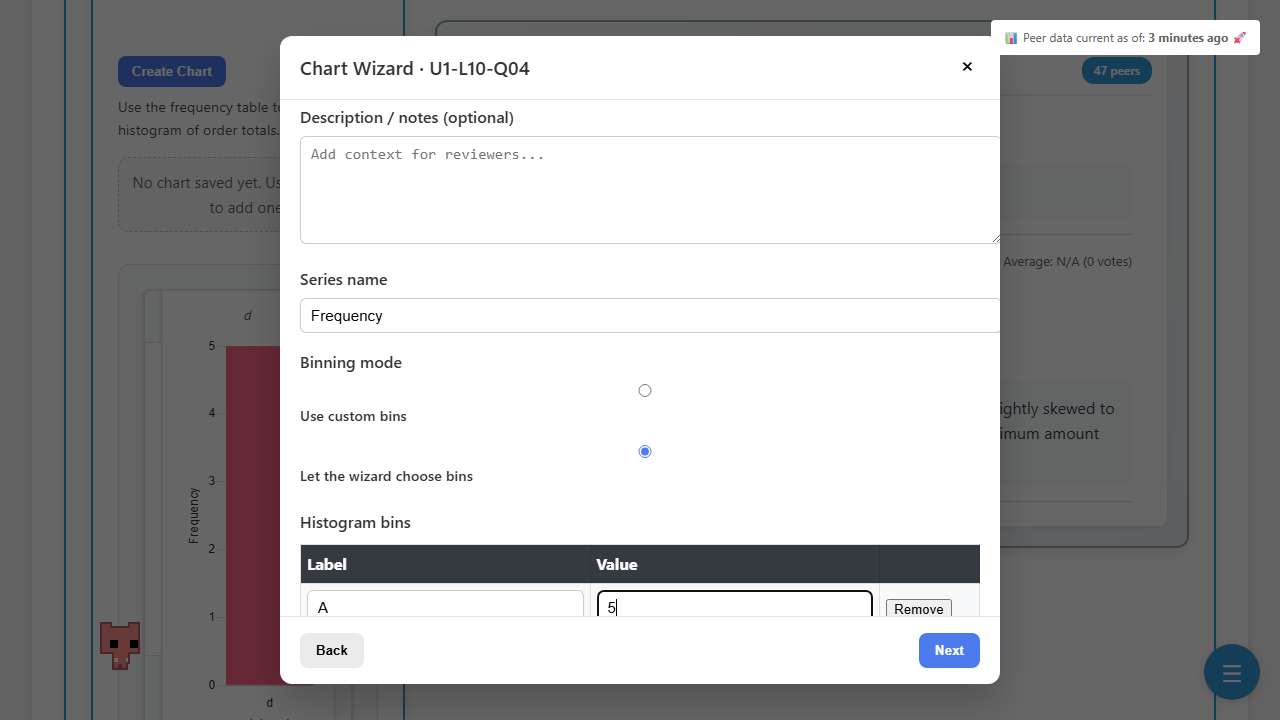 📊 Peer data current as of: 3 minutes ago 🚀
Create Chart
47 peers
Use the frequency table to
histogram of order totals.
No chart saved yet. Us
to add one
Average: N/A (0 votes)
ightly skewed to
imum amount
d
5
4
3
2
1
0
Frequency
d
Chart Wizard · U1-L10-Q04
×
Description / notes (optional)
Add context for reviewers...
Series name
Frequency
Binning mode
Use custom bins
Let the wizard choose bins
Histogram bins
Label Value
A 5 Remove
Back Next
☰